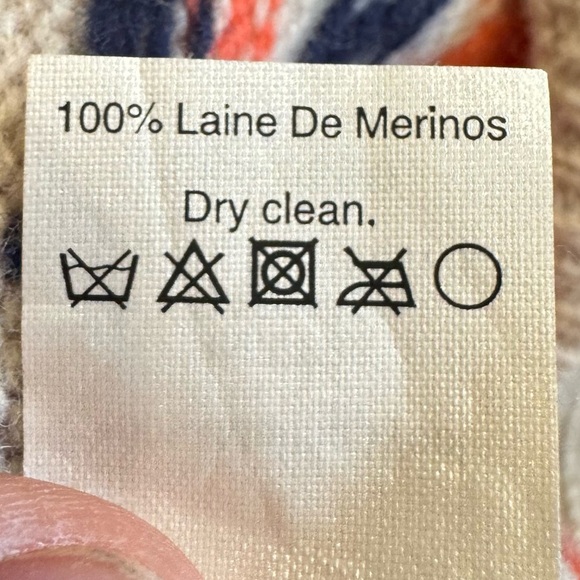 100% Laine De Merinos
Dry clean.